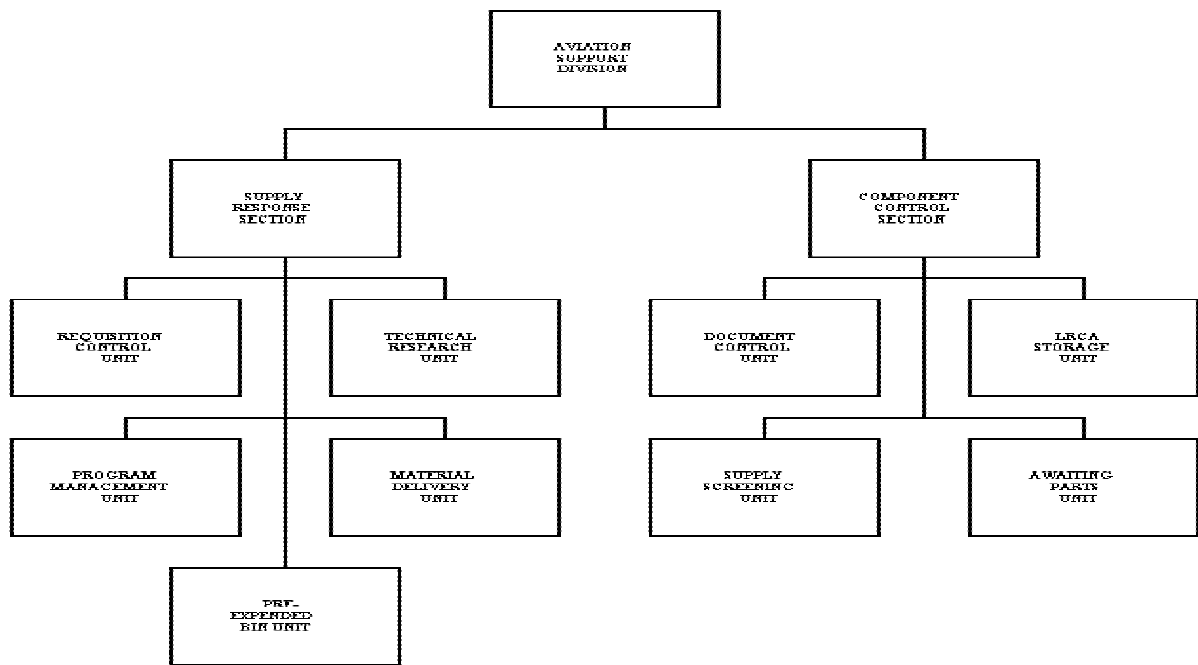 AVIATION
SUPPORT
DIVISION
SUPPLY
RESPONSE
SECTION
COMPONENT
CONTROL
SECTION
REQUISITION
CONTROL
UNIT
TECHNICAL
RESEARCH
UNIT
DOCUMENT
CONTROL
UNIT
LRCA
STORAGE
UNIT
PROGRAM
MANAGEMENT
UNIT
MATERIAL
DELIVERY
UNIT
SUPPLY
SCREENING
UNIT
AWAITING
PARTS
UNIT
PRE-
EXPENDED
BIN UNIT